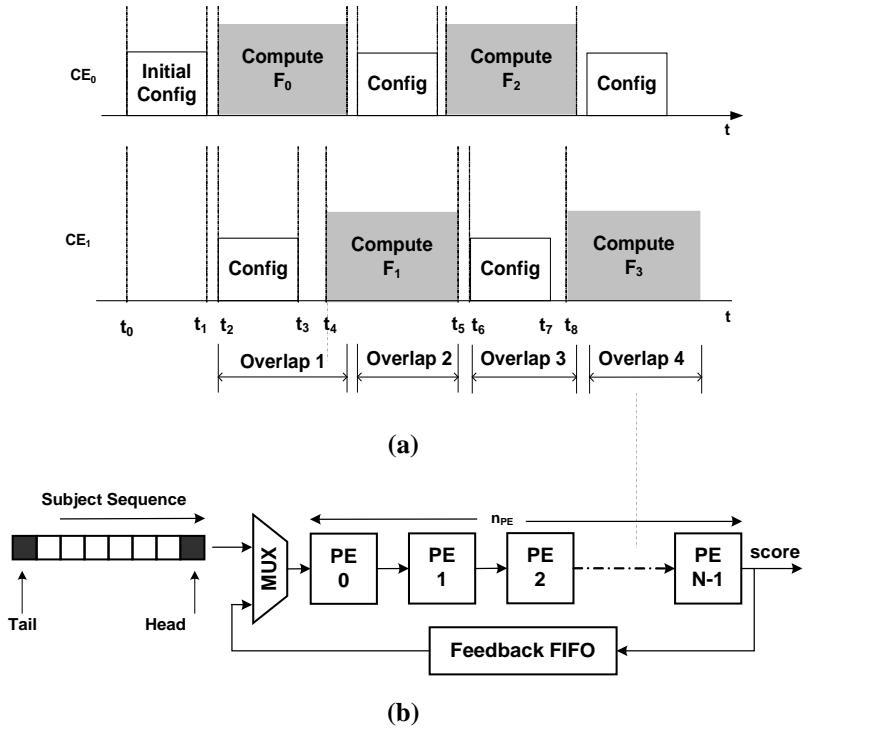 Initial
Config
Compute
F₀
Config
Compute
F₂
Config
CE₀
t
CE₁
Config
Compute
F₁
Config
Compute
F₃
t₀ t₁ t₂ t₃ t₄ t₅ t₆ t₇ t₈ t
Overlap 1 Overlap 2 Overlap 3 Overlap 4
(a)
Subject Sequence
Tail
Head
MUX
n_PE
PE
0
PE
1
PE
2
PE
N-1
score
Feedback FIFO
(b)